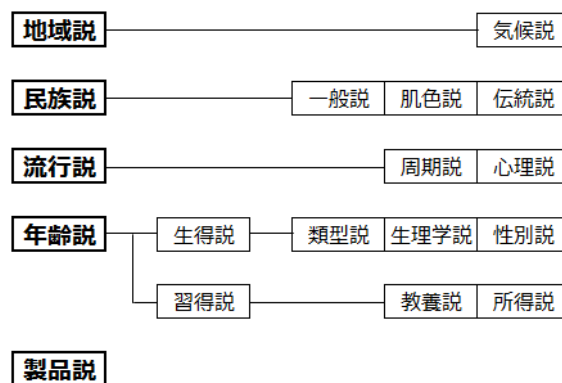 地域説 気候説
民族説 一般説 肌色説 伝統説
流行説 周期説 心理説
年齢説 生得説 類型説 生理学説 性別説
習得説 教養説 所得説
製品説